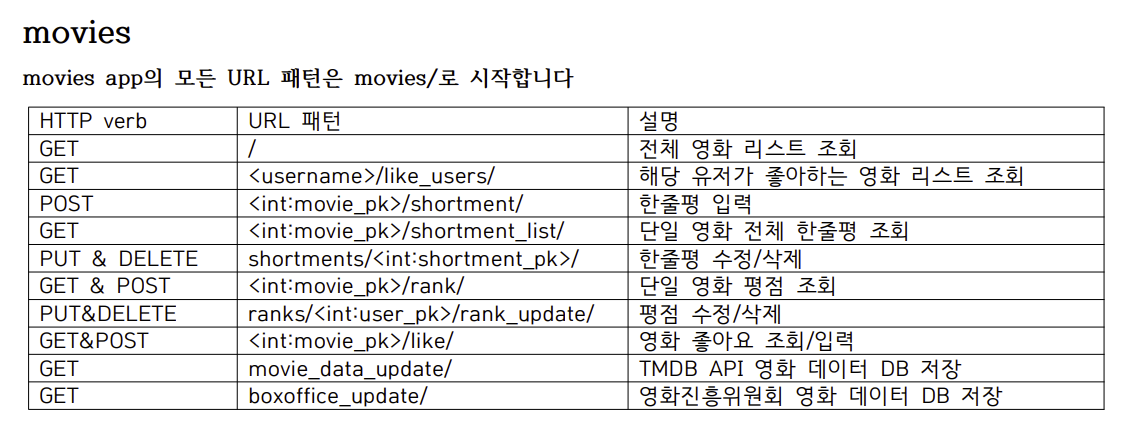 movies
movies app의 모든 URL 패턴은 movies/로 시작합니다
HTTP verb URL 패턴 설명
GET / 전체 영화 리스트 조회
GET <username>/like_users/ 해당 유저가 좋아하는 영화 리스트 조회
POST <int:movie_pk>/shortment/ 한줄평 입력
GET <int:movie_pk>/shortment_list/ 단일 영화 전체 한줄평 조회
PUT & DELETE shortments/<int:shortment_pk>/ 한줄평 수정/삭제
GET & POST <int:movie_pk>/rank/ 단일 영화 평점 조회
PUT&DELETE ranks/<int:user_pk>/rank_update/ 평점 수정/삭제
GET&POST <int:movie_pk>/like/ 영화 좋아요 조회/입력
GET movie_data_update/ TMDB API 영화 데이터 DB 저장
GET boxoffice_update/ 영화진흥위원회 영화 데이터 DB 저장